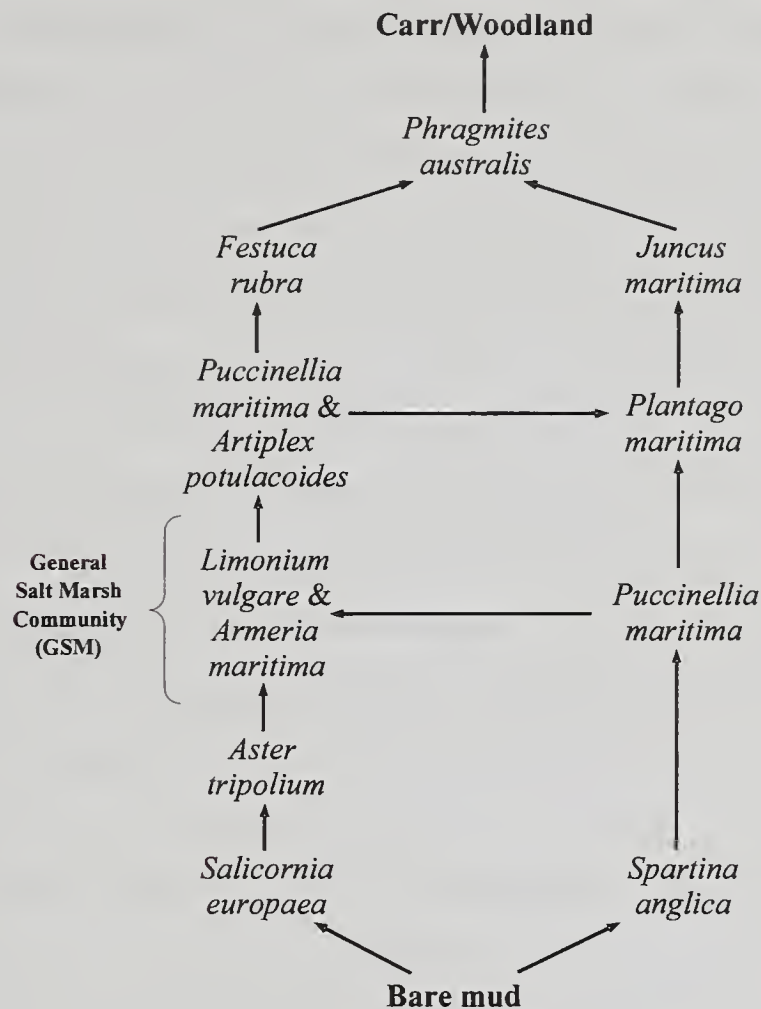 Carr/Woodland
Phragmites
australis
Festuca
rubra
Juncus
maritima
Puccinellia
maritima &
Artiplex
potulacoides
Plantago
maritima
General
Salt Marsh
Community
(GSM)
Limonium
vulgare &
Armeria
maritima
Puccinellia
maritima
Aster
tripolium
Salicornia
europaea
Spartina
anglica
Bare mud